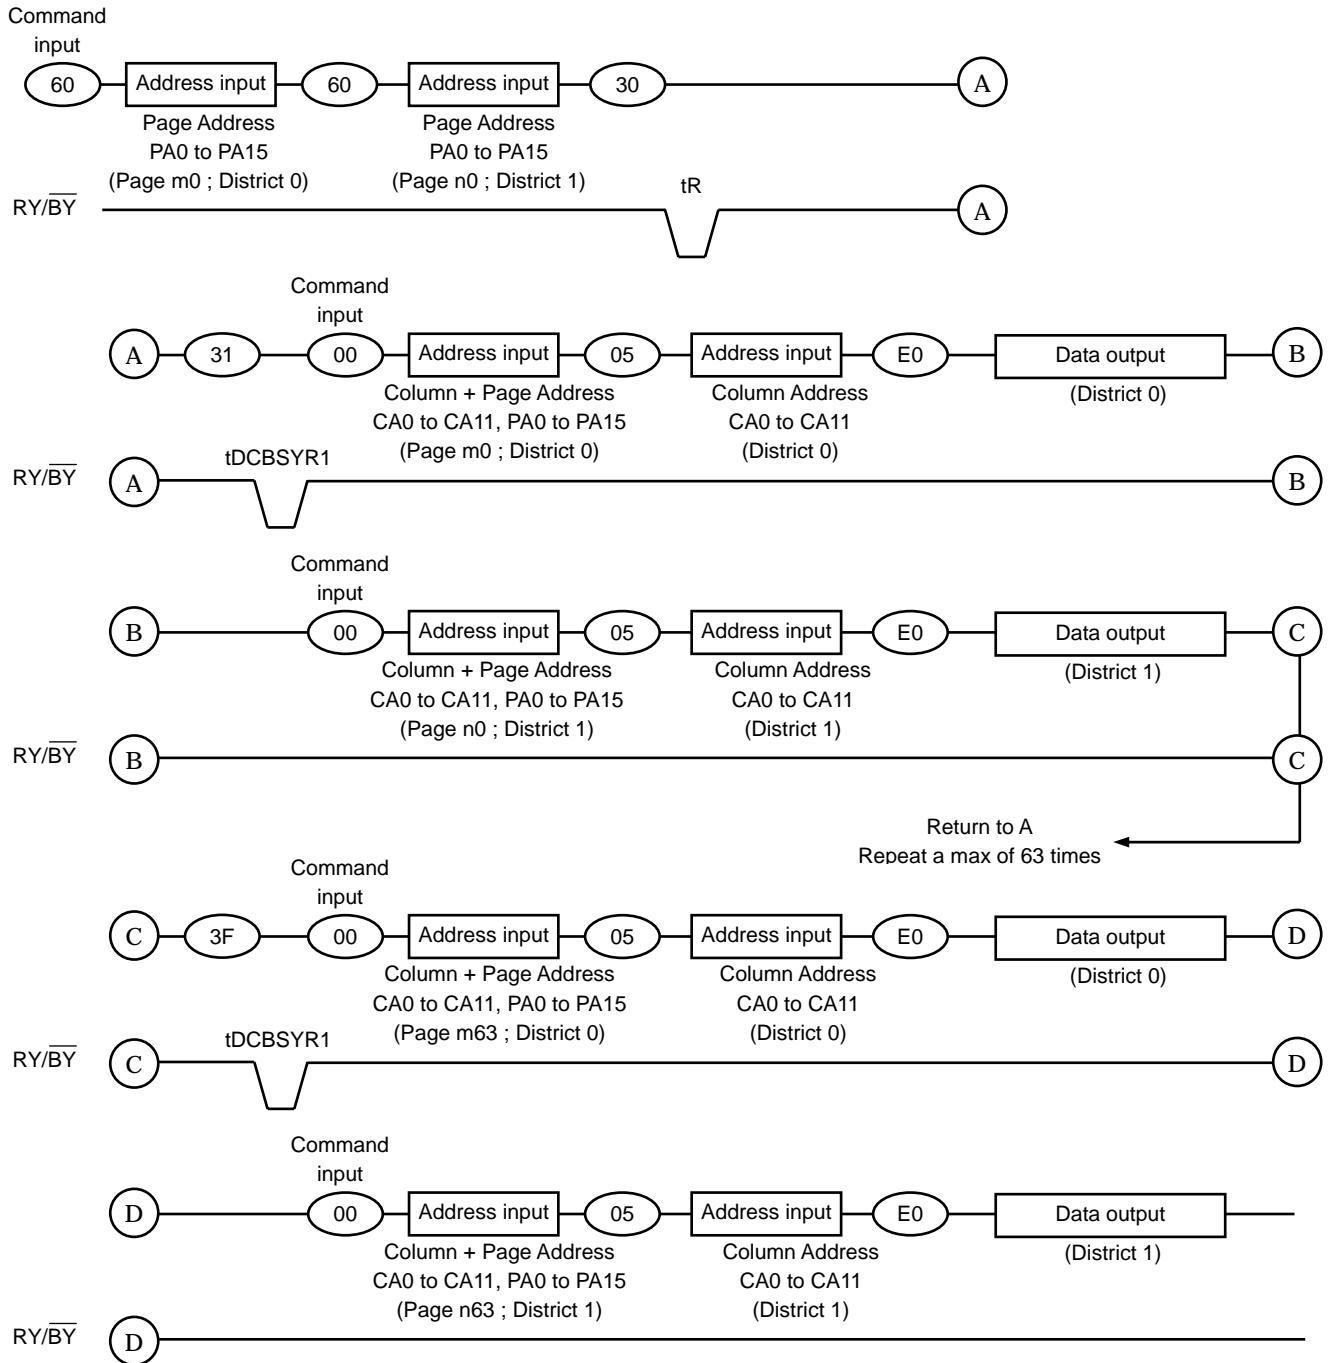 Command
input
60 Address input 60 Address input 30 A
Page Address Page Address
PA0 to PA15 PA0 to PA15
(Page m0 ; District 0) (Page n0 ; District 1) tR
RY/BY A
Command
input
A 31 00 Address input 05 Address input E0 Data output B
Column + Page Address Column Address (District 0)
CA0 to CA11, PA0 to PA15 CA0 to CA11
(Page m0 ; District 0) (District 0)
tDCBSYR1
RY/BY A B
Command
input
B 00 Address input 05 Address input E0 Data output C
Column + Page Address Column Address (District 1)
CA0 to CA11, PA0 to PA15 CA0 to CA11
(Page n0 ; District 1) (District 1)
RY/BY B C
Return to A
Repeat a max of 63 times
Command
input
C 3F 00 Address input 05 Address input E0 Data output D
Column + Page Address Column Address (District 0)
CA0 to CA11, PA0 to PA15 CA0 to CA11
(Page m63 ; District 0) (District 0)
tDCBSYR1
RY/BY C D
Command
input
D 00 Address input 05 Address input E0 Data output
Column + Page Address Column Address (District 1)
CA0 to CA11, PA0 to PA15 CA0 to CA11
(Page n63 ; District 1) (District 1)
RY/BY D